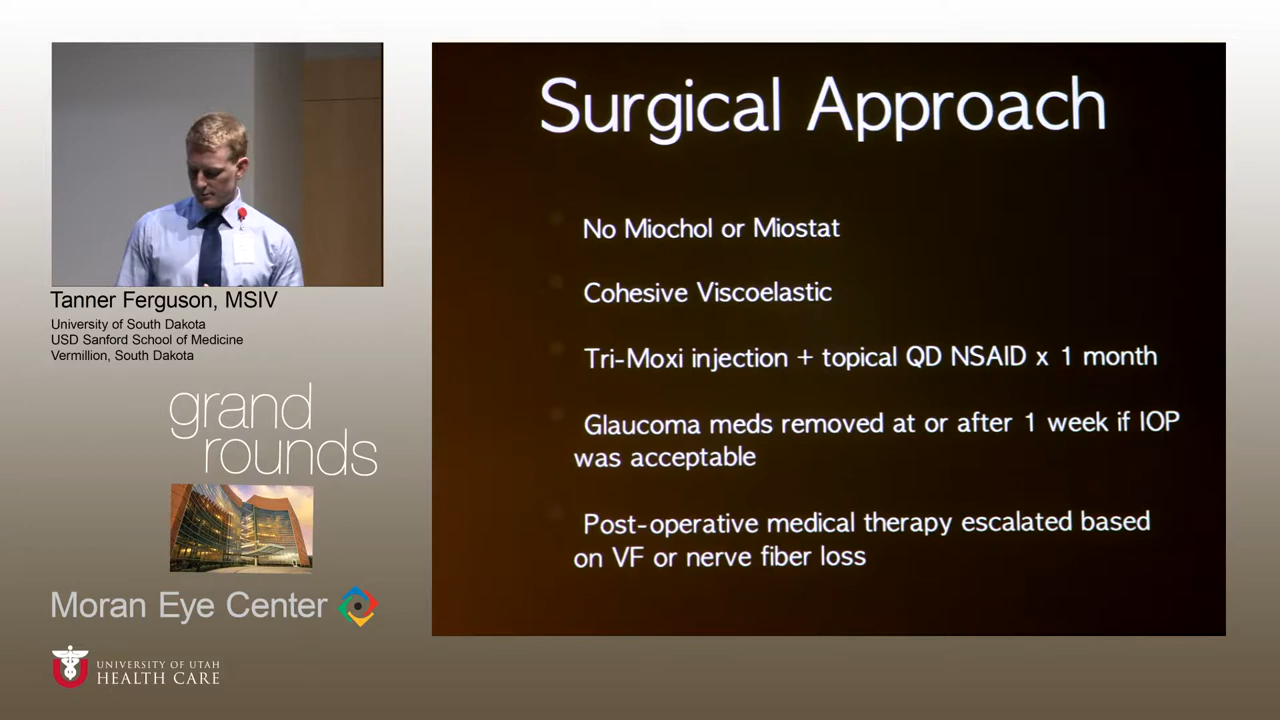 Surgical Approach
No Miochol or Miostat
Cohesive Viscoelastic
Tri-Moxi injection + topical QD NSAID x 1 month
Glaucoma meds removed at or after 1 week if IOP
was acceptable
Post-operative medical therapy escalated based
on VF or nerve fiber loss
Tanner Ferguson, MSIV
University of South Dakota
USD Sanford School of Medicine
Vermillion, South Dakota
grand
rounds
Moran Eye Center
UNIVERSITY OF UTAH
HEALTH CARE